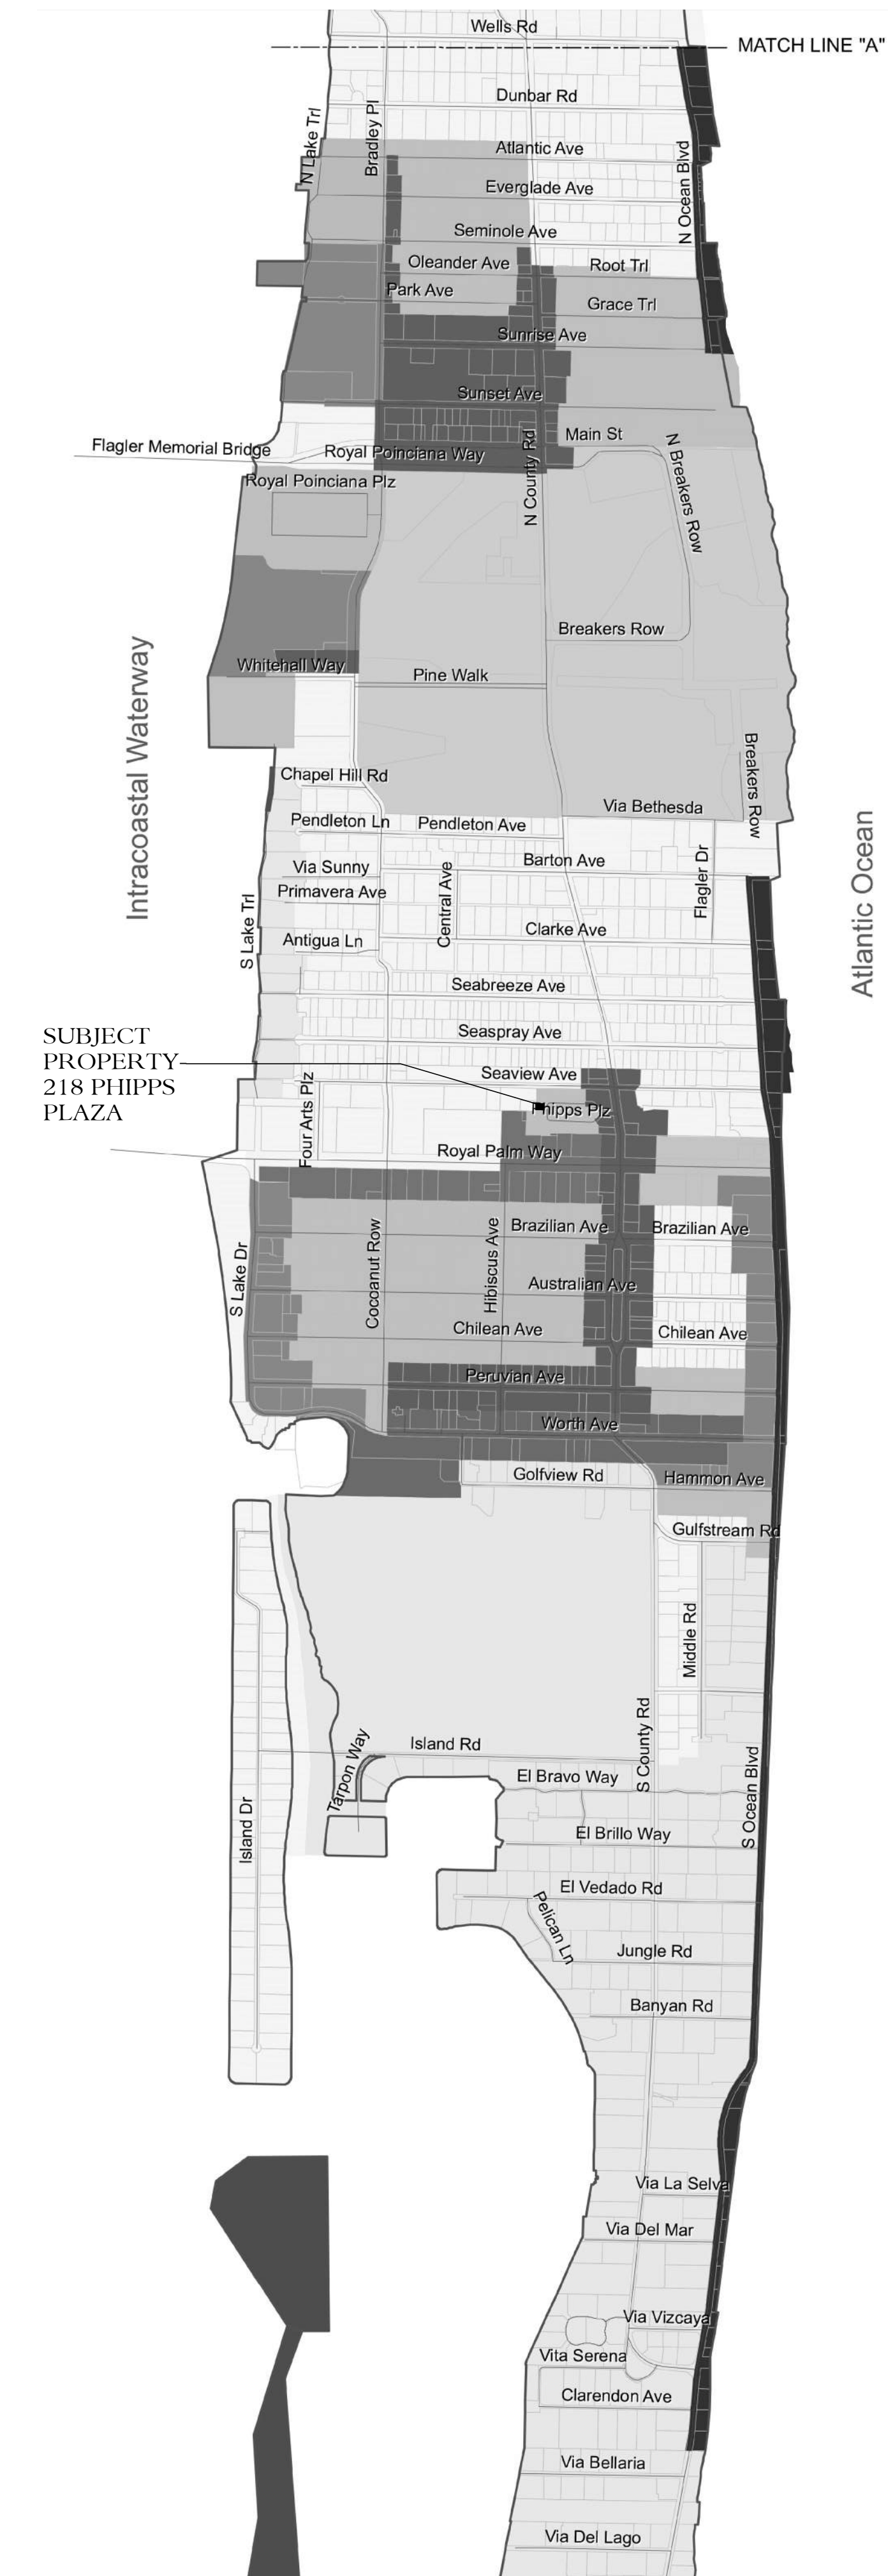 Wells Rd
MATCH LINE "A"
Dunbar Rd
N Lake Trl
Bradley Pl
Atlantic Ave
N Ocean Blvd
Everglade Ave
Seminole Ave
Oleander Ave
Root Trl
Park Ave
Grace Trl
Sunrise Ave
Sunset Ave
Main St
Flagler Memorial Bridge
Royal Poinciana Way
N County Rd
N Breakers Row
Royal Poinciana Plz
Breakers Row
Whitehall Way
Pine Walk
Intracoastal Waterway
Breakers Row
Chapel Hill Rd
Via Bethesda
Pendleton Ln
Pendleton Ave
Barton Ave
Via Sunny
Flagler Dr
Primavera Ave
Central Ave
Atlantic Ocean
S Lake Trl
Clarke Ave
Antigua Ln
Seabreeze Ave
Seaspray Ave
SUBJECT
PROPERTY
218 PHIPPS
PLAZA
Seaview Ave
Four Arts Plz
Phipps Plz
Royal Palm Way
Brazilian Ave
Brazilian Ave
S Lake Dr
Cocoanut Row
Hibiscus Ave
Australian Ave
Chilean Ave
Chilean Ave
Peruvian Ave
Worth Ave
Golfview Rd
Hammon Ave
Gulfstream Rd
Middle Rd
S County Rd
Island Rd
Tarpon Way
El Bravo Way
S Ocean Blvd
Island Dr
El Brillo Way
El Vedado Rd
Pelican Ln
Jungle Rd
Banyan Rd
Via La Selva
Via Del Mar
Via Vizcaya
Vita Serena
Clarendon Ave
Via Bellaria
Via Del Lago